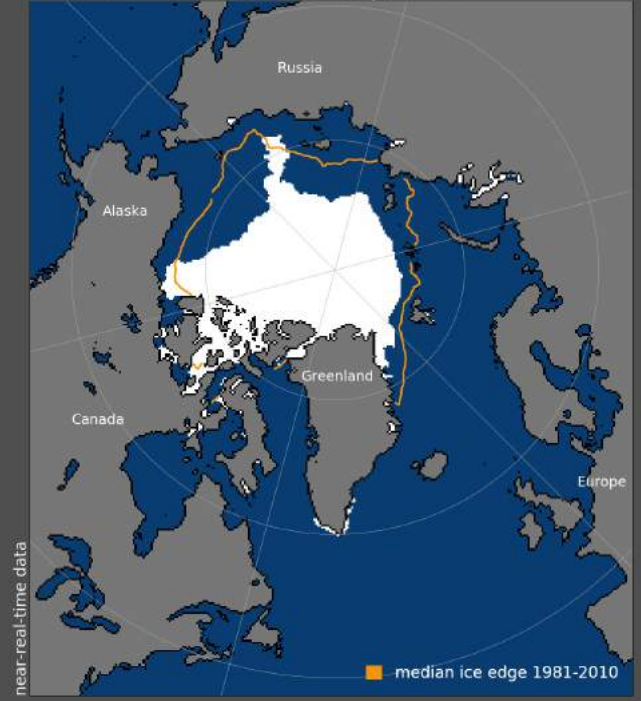 Russia
Alaska
Greenland
Canada
Europe
near-real-time data
median ice edge 1981-2010